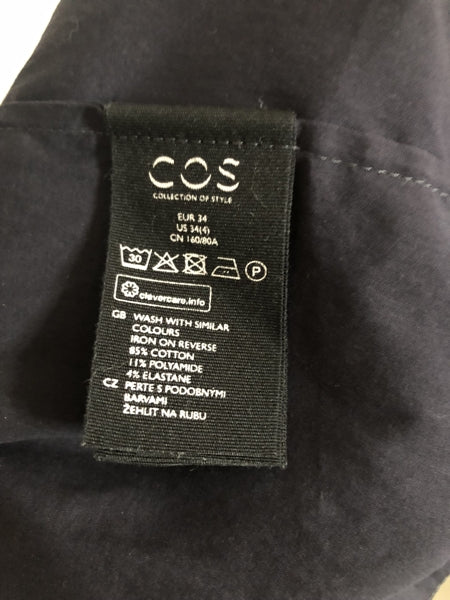 COS
COLLECTION OF STYLE
EUR 34
US 34(4)
CN 160/80A
30
P
clevercare.info
GB WASH WITH SIMILAR
COLOURS
IRON ON REVERSE
85% COTTON
11% POLYAMIDE
4% ELASTANE
CZ PERTE S PODOBNÝMI
BARVAMI
ŽEHLIT NA RUBU